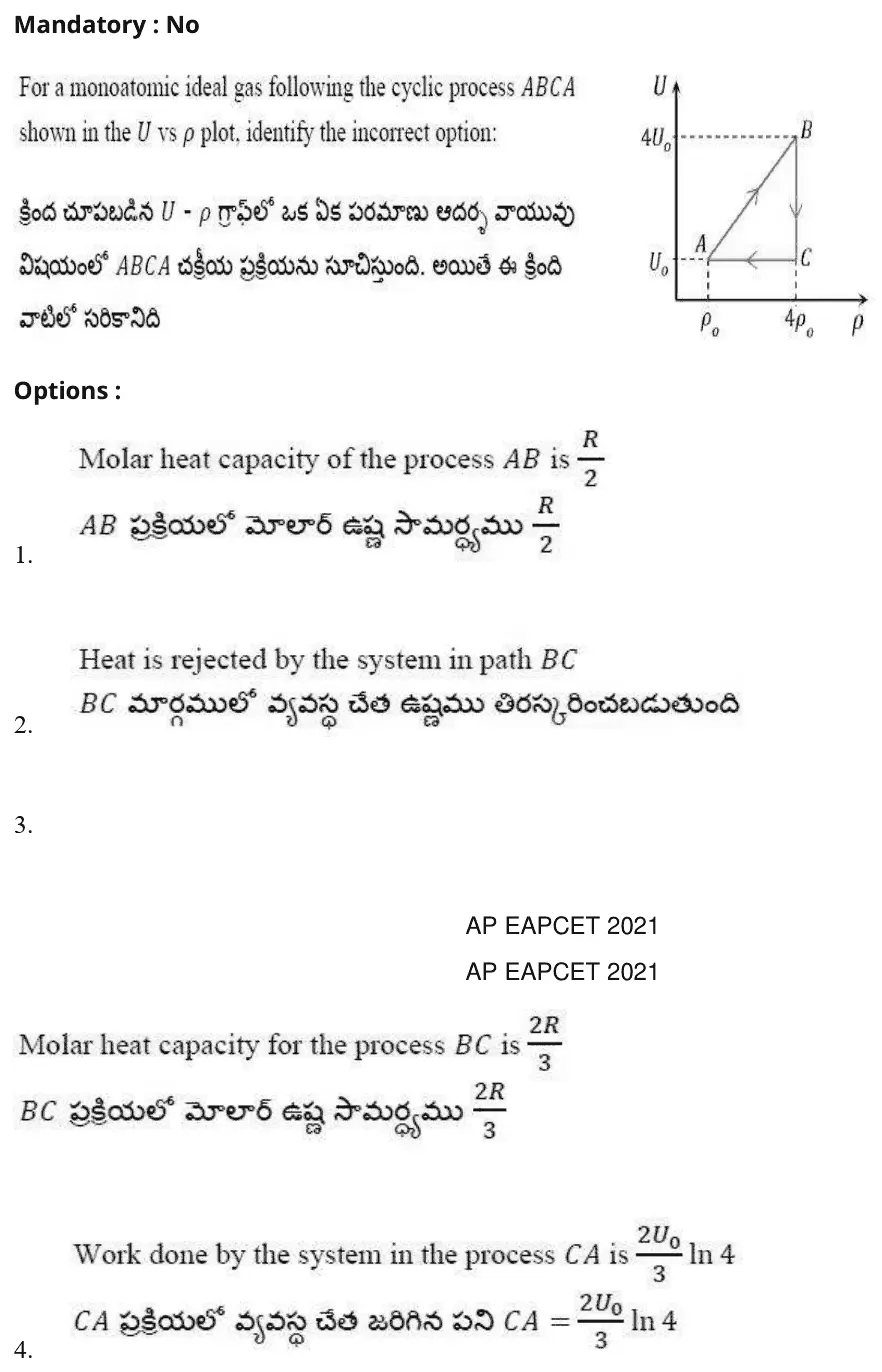 Mandatory : No
For a monoatomic ideal gas following the cyclic process ABCA
shown in the U vs ρ plot, identify the incorrect option:
క్రింద చూపబడిన U - ρ గ్రాఫ్‌లో ఒక ఏక పరమాణు ఆదర్శ వాయువు
విషయంలో ABCA చక్రీయ ప్రక్రియను సూచిస్తుంది. అయితే ఈ క్రింది
వాటిలో సరికానిది
U
4U₀
B
A
U₀
C
ρ₀
4ρ₀
ρ
Options :
Molar heat capacity of the process AB is R/2
AB ప్రక్రియలో మోలార్ ఉష్ణ సామర్థ్యము R/2
1.
Heat is rejected by the system in path BC
BC మార్గములో వ్యవస్థ చేత ఉష్ణము తిరస్కరించబడుతుంది
2.
3.
AP EAPCET 2021
AP EAPCET 2021
Molar heat capacity for the process BC is 2R/3
BC ప్రక్రియలో మోలార్ ఉష్ణ సామర్థ్యము 2R/3
Work done by the system in the process CA is 2U₀/3 ln 4
CA ప్రక్రియలో వ్యవస్థ చేత జరిగిన పని CA = 2U₀/3 ln 4
4.